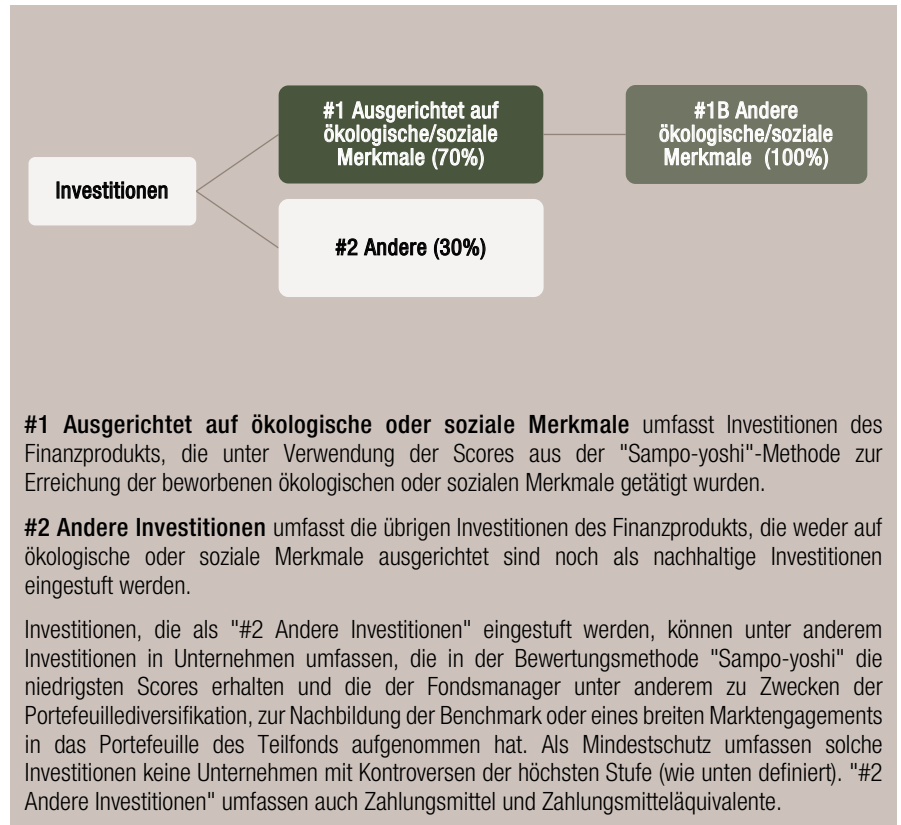 #1 Ausgerichtet auf
ökologische/soziale
Merkmale (70%)
#1B Andere
ökologische/soziale
Merkmale (100%)
Investitionen
#2 Andere (30%)
#1 Ausgerichtet auf ökologische oder soziale Merkmale umfasst Investitionen des
Finanzprodukts, die unter Verwendung der Scores aus der "Sampo-yoshi"-Methode zur
Erreichung der beworbenen ökologischen oder sozialen Merkmale getätigt wurden.
#2 Andere Investitionen umfasst die übrigen Investitionen des Finanzprodukts, die weder auf
ökologische oder soziale Merkmale ausgerichtet sind noch als nachhaltige Investitionen
eingestuft werden.
Investitionen, die als "#2 Andere Investitionen" eingestuft werden, können unter anderem
Investitionen in Unternehmen umfassen, die in der Bewertungsmethode "Sampo-yoshi" die
niedrigsten Scores erhalten und die der Fondsmanager unter anderem zu Zwecken der
Portefeuillediversifikation, zur Nachbildung der Benchmark oder eines breiten Marktengagements
in das Portefeuille des Teilfonds aufgenommen hat. Als Mindestschutz umfassen solche
Investitionen keine Unternehmen mit Kontroversen der höchsten Stufe (wie unten definiert). "#2
Andere Investitionen" umfassen auch Zahlungsmittel und Zahlungsmitteläquivalente.